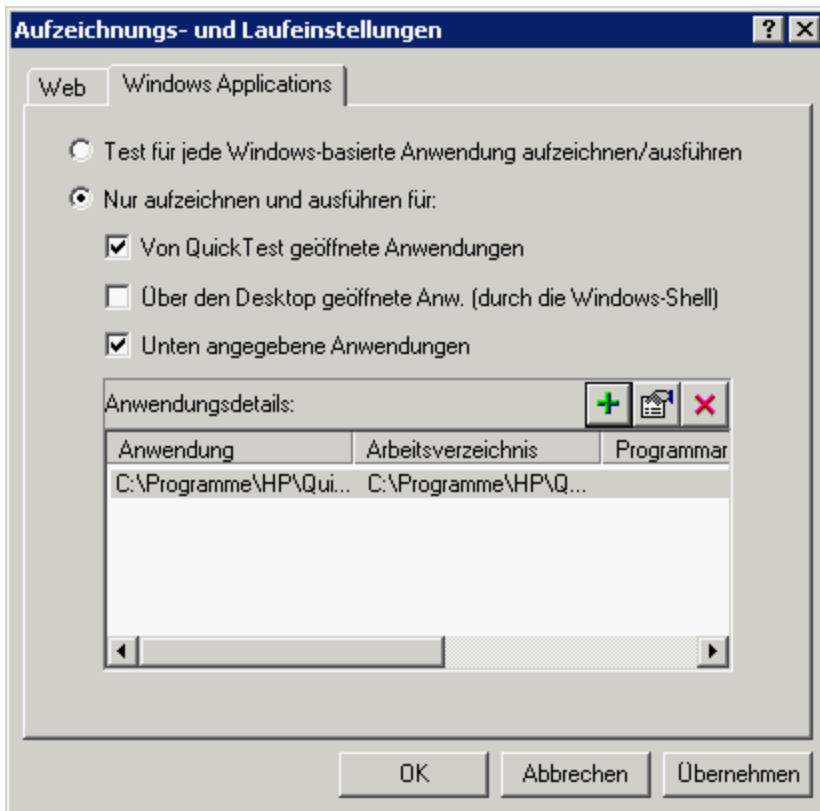 Aufzeichnungs- und Laufeinstellungen
Web
Windows Applications
Test für jede Windows-basierte Anwendung aufzeichnen/ausführen
Nur aufzeichnen und ausführen für:
Von QuickTest geöffnete Anwendungen
Über den Desktop geöffnete Anw. (durch die Windows-Shell)
Unten angegebene Anwendungen
Anwendungsdetails:
Anwendung Arbeitsverzeichnis Programmar
C:\Programme\HP\Qui... C:\Programme\HP\Q...
OK Abbrechen Übernehmen